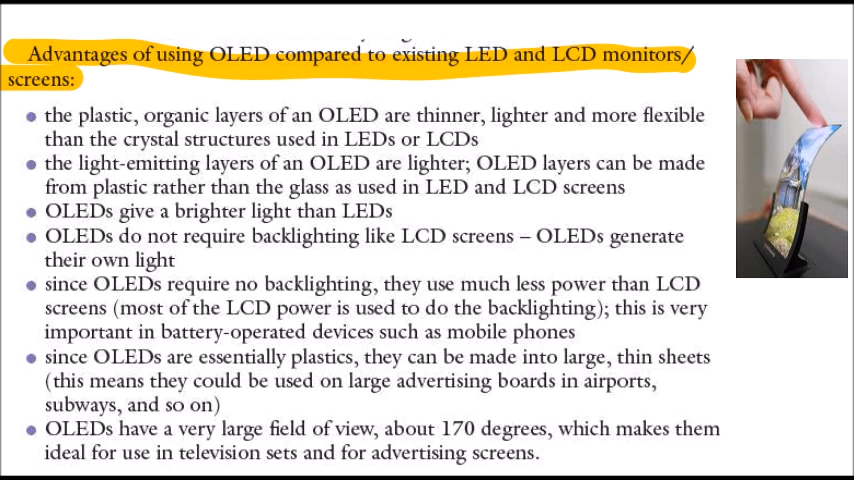 Advantages of using OLED compared to existing LED and LCD monitors/
screens:
the plastic, organic layers of an OLED are thinner, lighter and more flexible
than the crystal structures used in LEDs or LCDs
the light-emitting layers of an OLED are lighter; OLED layers can be made
from plastic rather than the glass as used in LED and LCD screens
OLEDs give a brighter light than LEDs
OLEDs do not require backlighting like LCD screens – OLEDs generate
their own light
since OLEDs require no backlighting, they use much less power than LCD
screens (most of the LCD power is used to do the backlighting); this is very
important in battery-operated devices such as mobile phones
since OLEDs are essentially plastics, they can be made into large, thin sheets
(this means they could be used on large advertising boards in airports,
subways, and so on)
OLEDs have a very large field of view, about 170 degrees, which makes them
ideal for use in television sets and for advertising screens.